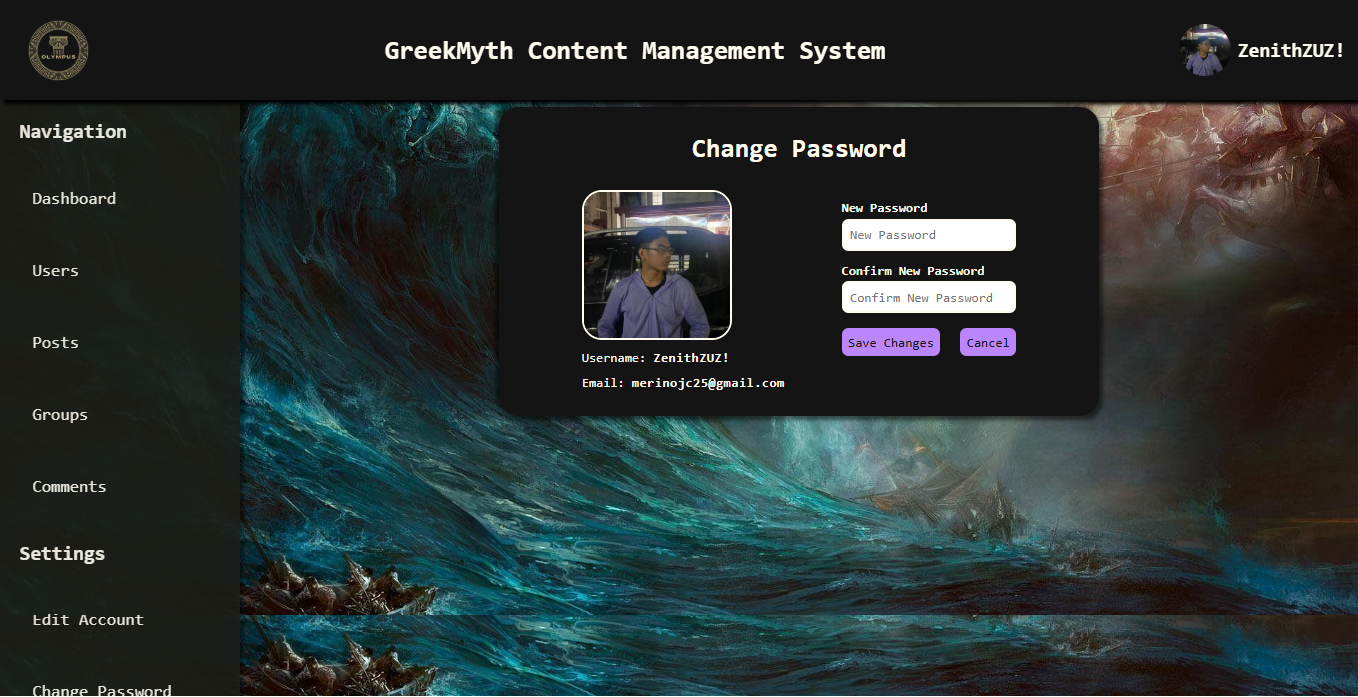 OLYMPUS
GreekMyth Content Management System
ZenithZUZ!
Navigation
Dashboard
Users
Posts
Groups
Comments
Settings
Edit Account
Change Password
Change Password
Username: ZenithZUZ!
Email: merinojc25@gmail.com
New Password
New Password
Confirm New Password
Confirm New Password
Save Changes
Cancel